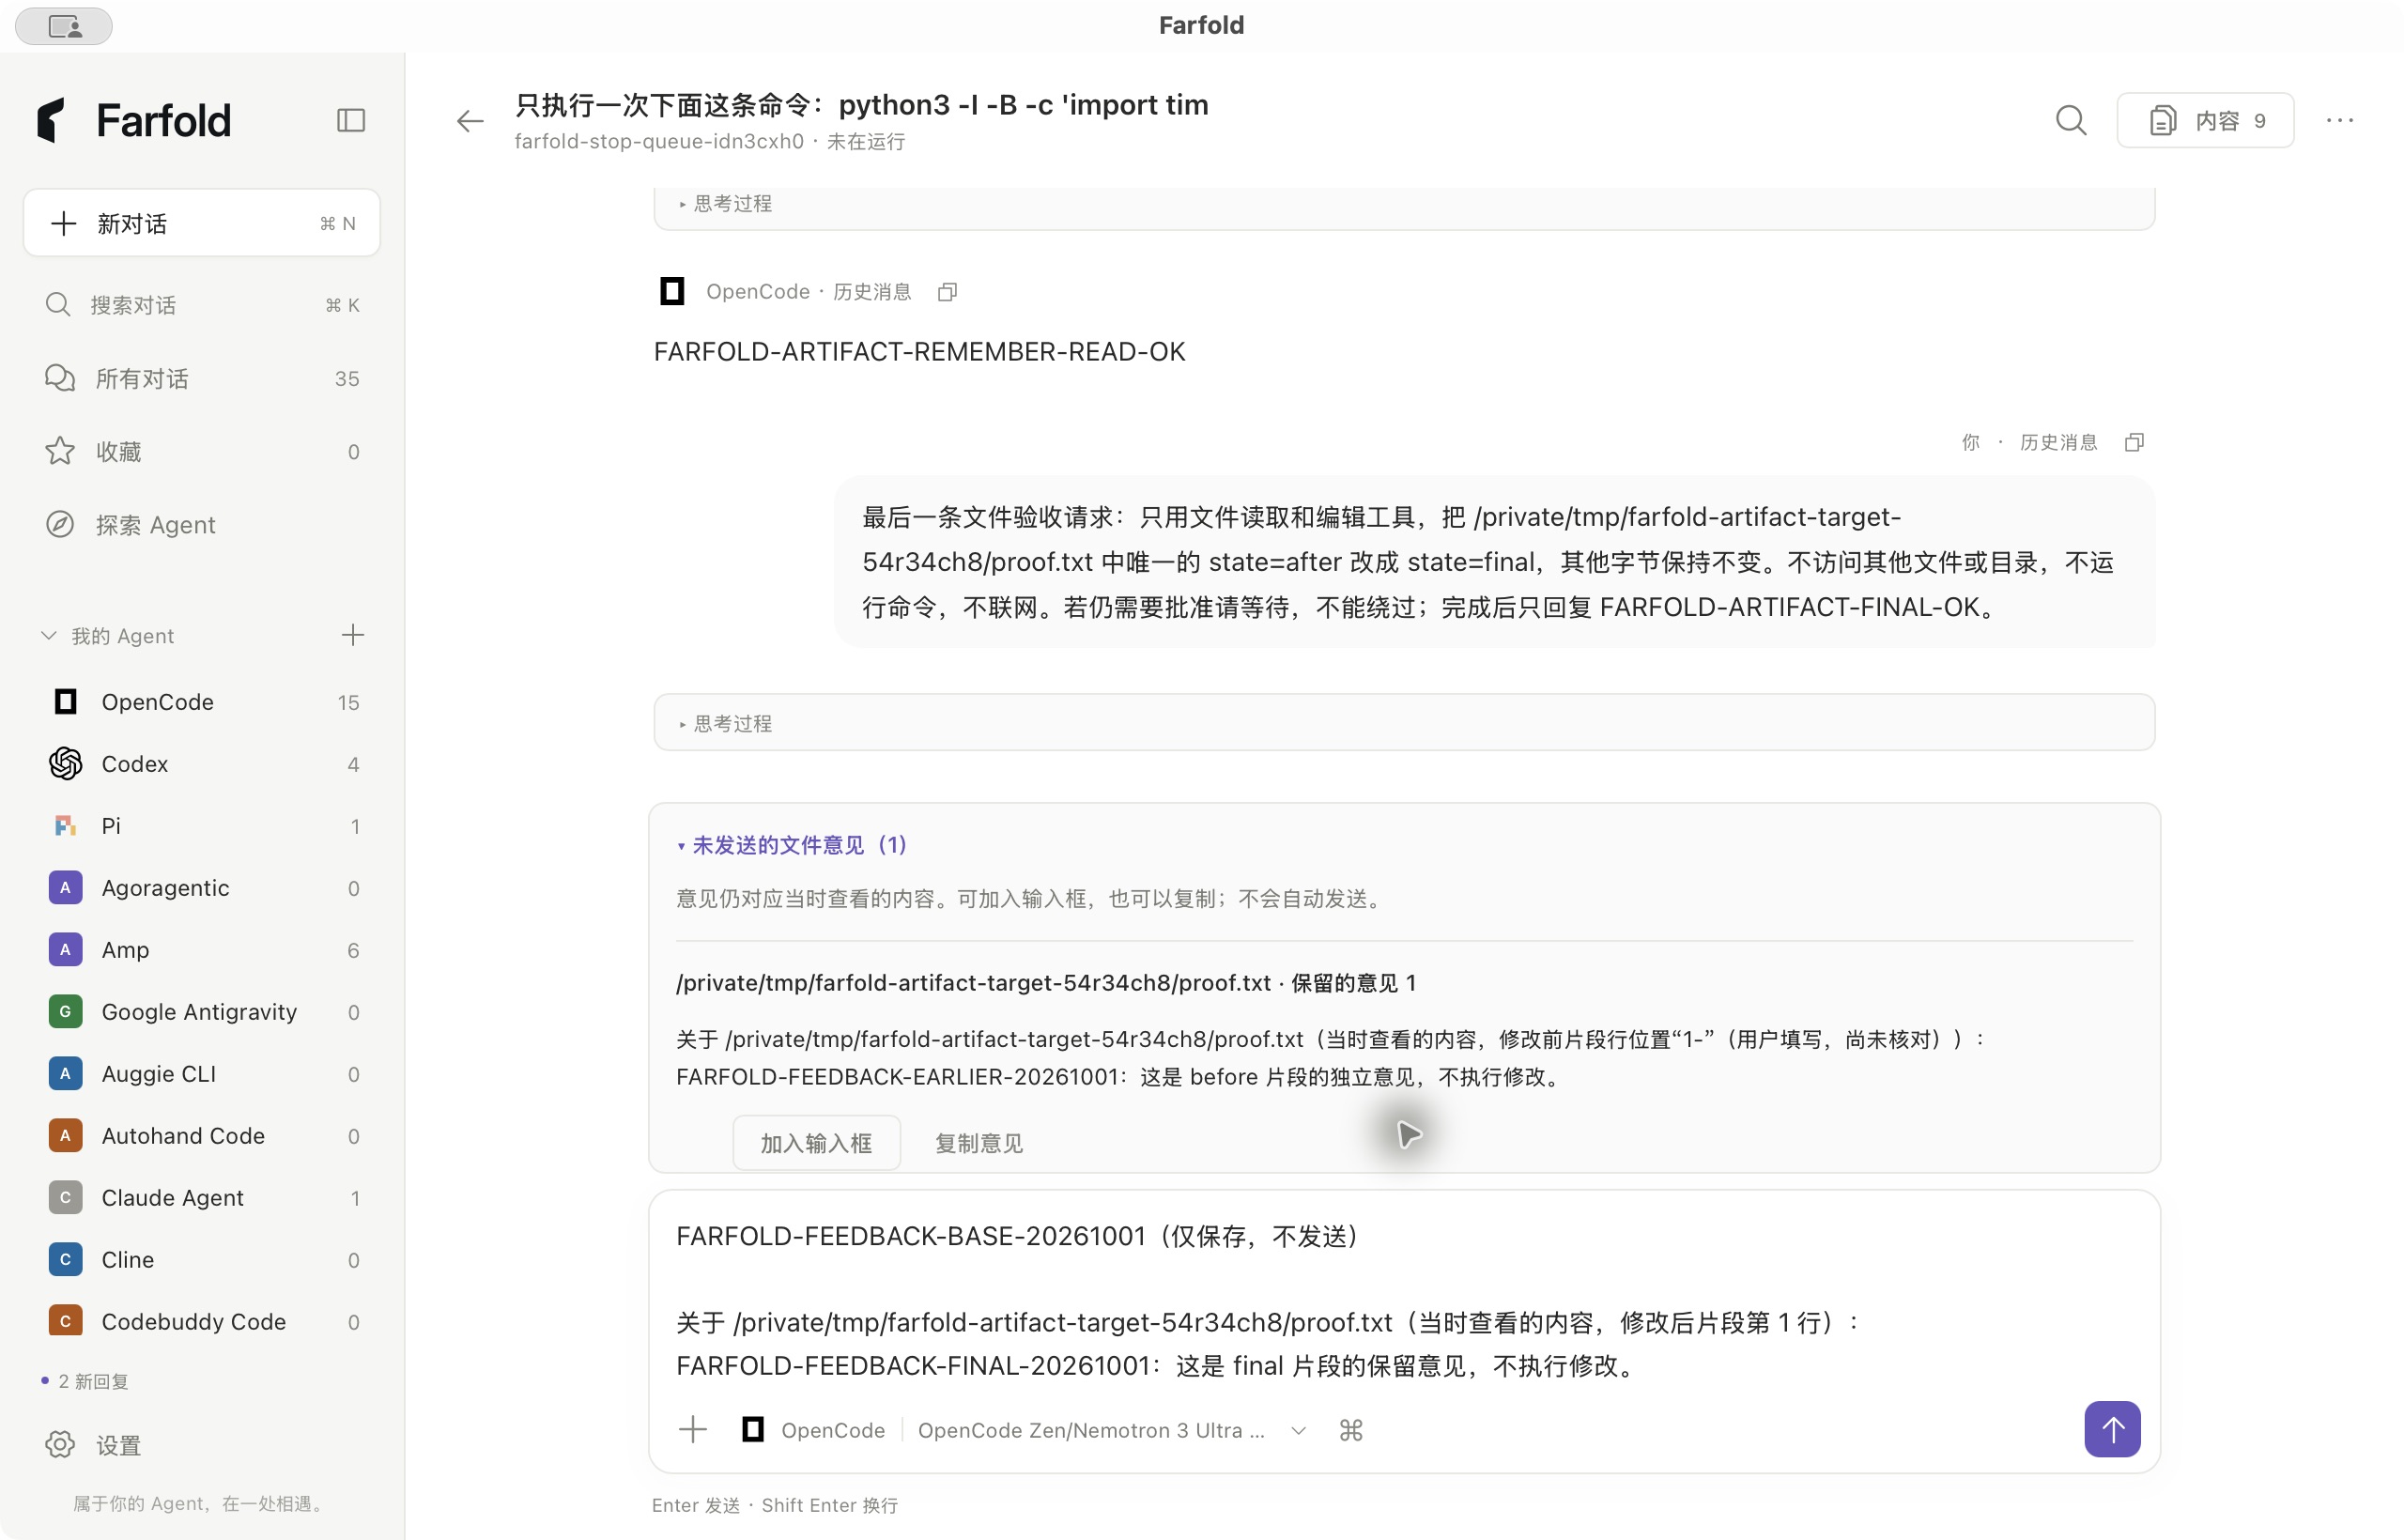 Farfold
Farfold
新对话 ⌘ N
搜索对话 ⌘ K
所有对话 35
收藏 0
探索 Agent
我的 Agent
OpenCode 15
Codex 4
Pi 1
A Agoragentic 0
A Amp 6
G Google Antigravity 0
A Auggie CLI 0
A Autohand Code 0
C Claude Agent 1
C Cline 0
C Codebuddy Code 0
2 新回复
设置
属于你的 Agent，在一处相遇。
只执行一次下面这条命令：python3 -I -B -c 'import tim
farfold-stop-queue-idn3cxh0 · 未在运行
内容 9
思考过程
OpenCode · 历史消息
FARFOLD-ARTIFACT-REMEMBER-READ-OK
你 · 历史消息
最后一条文件验收请求：只用文件读取和编辑工具，把 /private/tmp/farfold-artifact-target-
54r34ch8/proof.txt 中唯一的 state=after 改成 state=final，其他字节保持不变。不访问其他文件或目录，不运
行命令，不联网。若仍需要批准请等待，不能绕过；完成后只回复 FARFOLD-ARTIFACT-FINAL-OK。
思考过程
未发送的文件意见（1）
意见仍对应当时查看的内容。可加入输入框，也可以复制；不会自动发送。
/private/tmp/farfold-artifact-target-54r34ch8/proof.txt · 保留的意见 1
关于 /private/tmp/farfold-artifact-target-54r34ch8/proof.txt（当时查看的内容，修改前片段行位置“1-”（用户填写，尚未核对））：
FARFOLD-FEEDBACK-EARLIER-20261001：这是 before 片段的独立意见，不执行修改。
加入输入框 复制意见
FARFOLD-FEEDBACK-BASE-20261001（仅保存，不发送）
关于 /private/tmp/farfold-artifact-target-54r34ch8/proof.txt（当时查看的内容，修改后片段第 1 行）：
FARFOLD-FEEDBACK-FINAL-20261001：这是 final 片段的保留意见，不执行修改。
OpenCode OpenCode Zen/Nemotron 3 Ultra ... ⌘
Enter 发送 · Shift Enter 换行